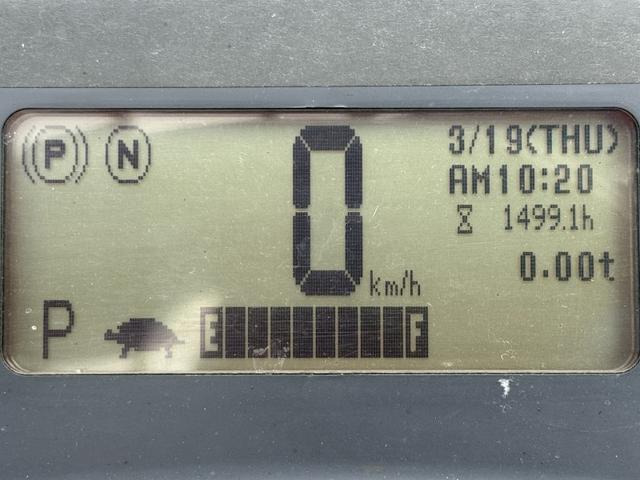 P N
0 km/h
3/19(THU)
AM10:20
1499.1h
0.00t
P
E F